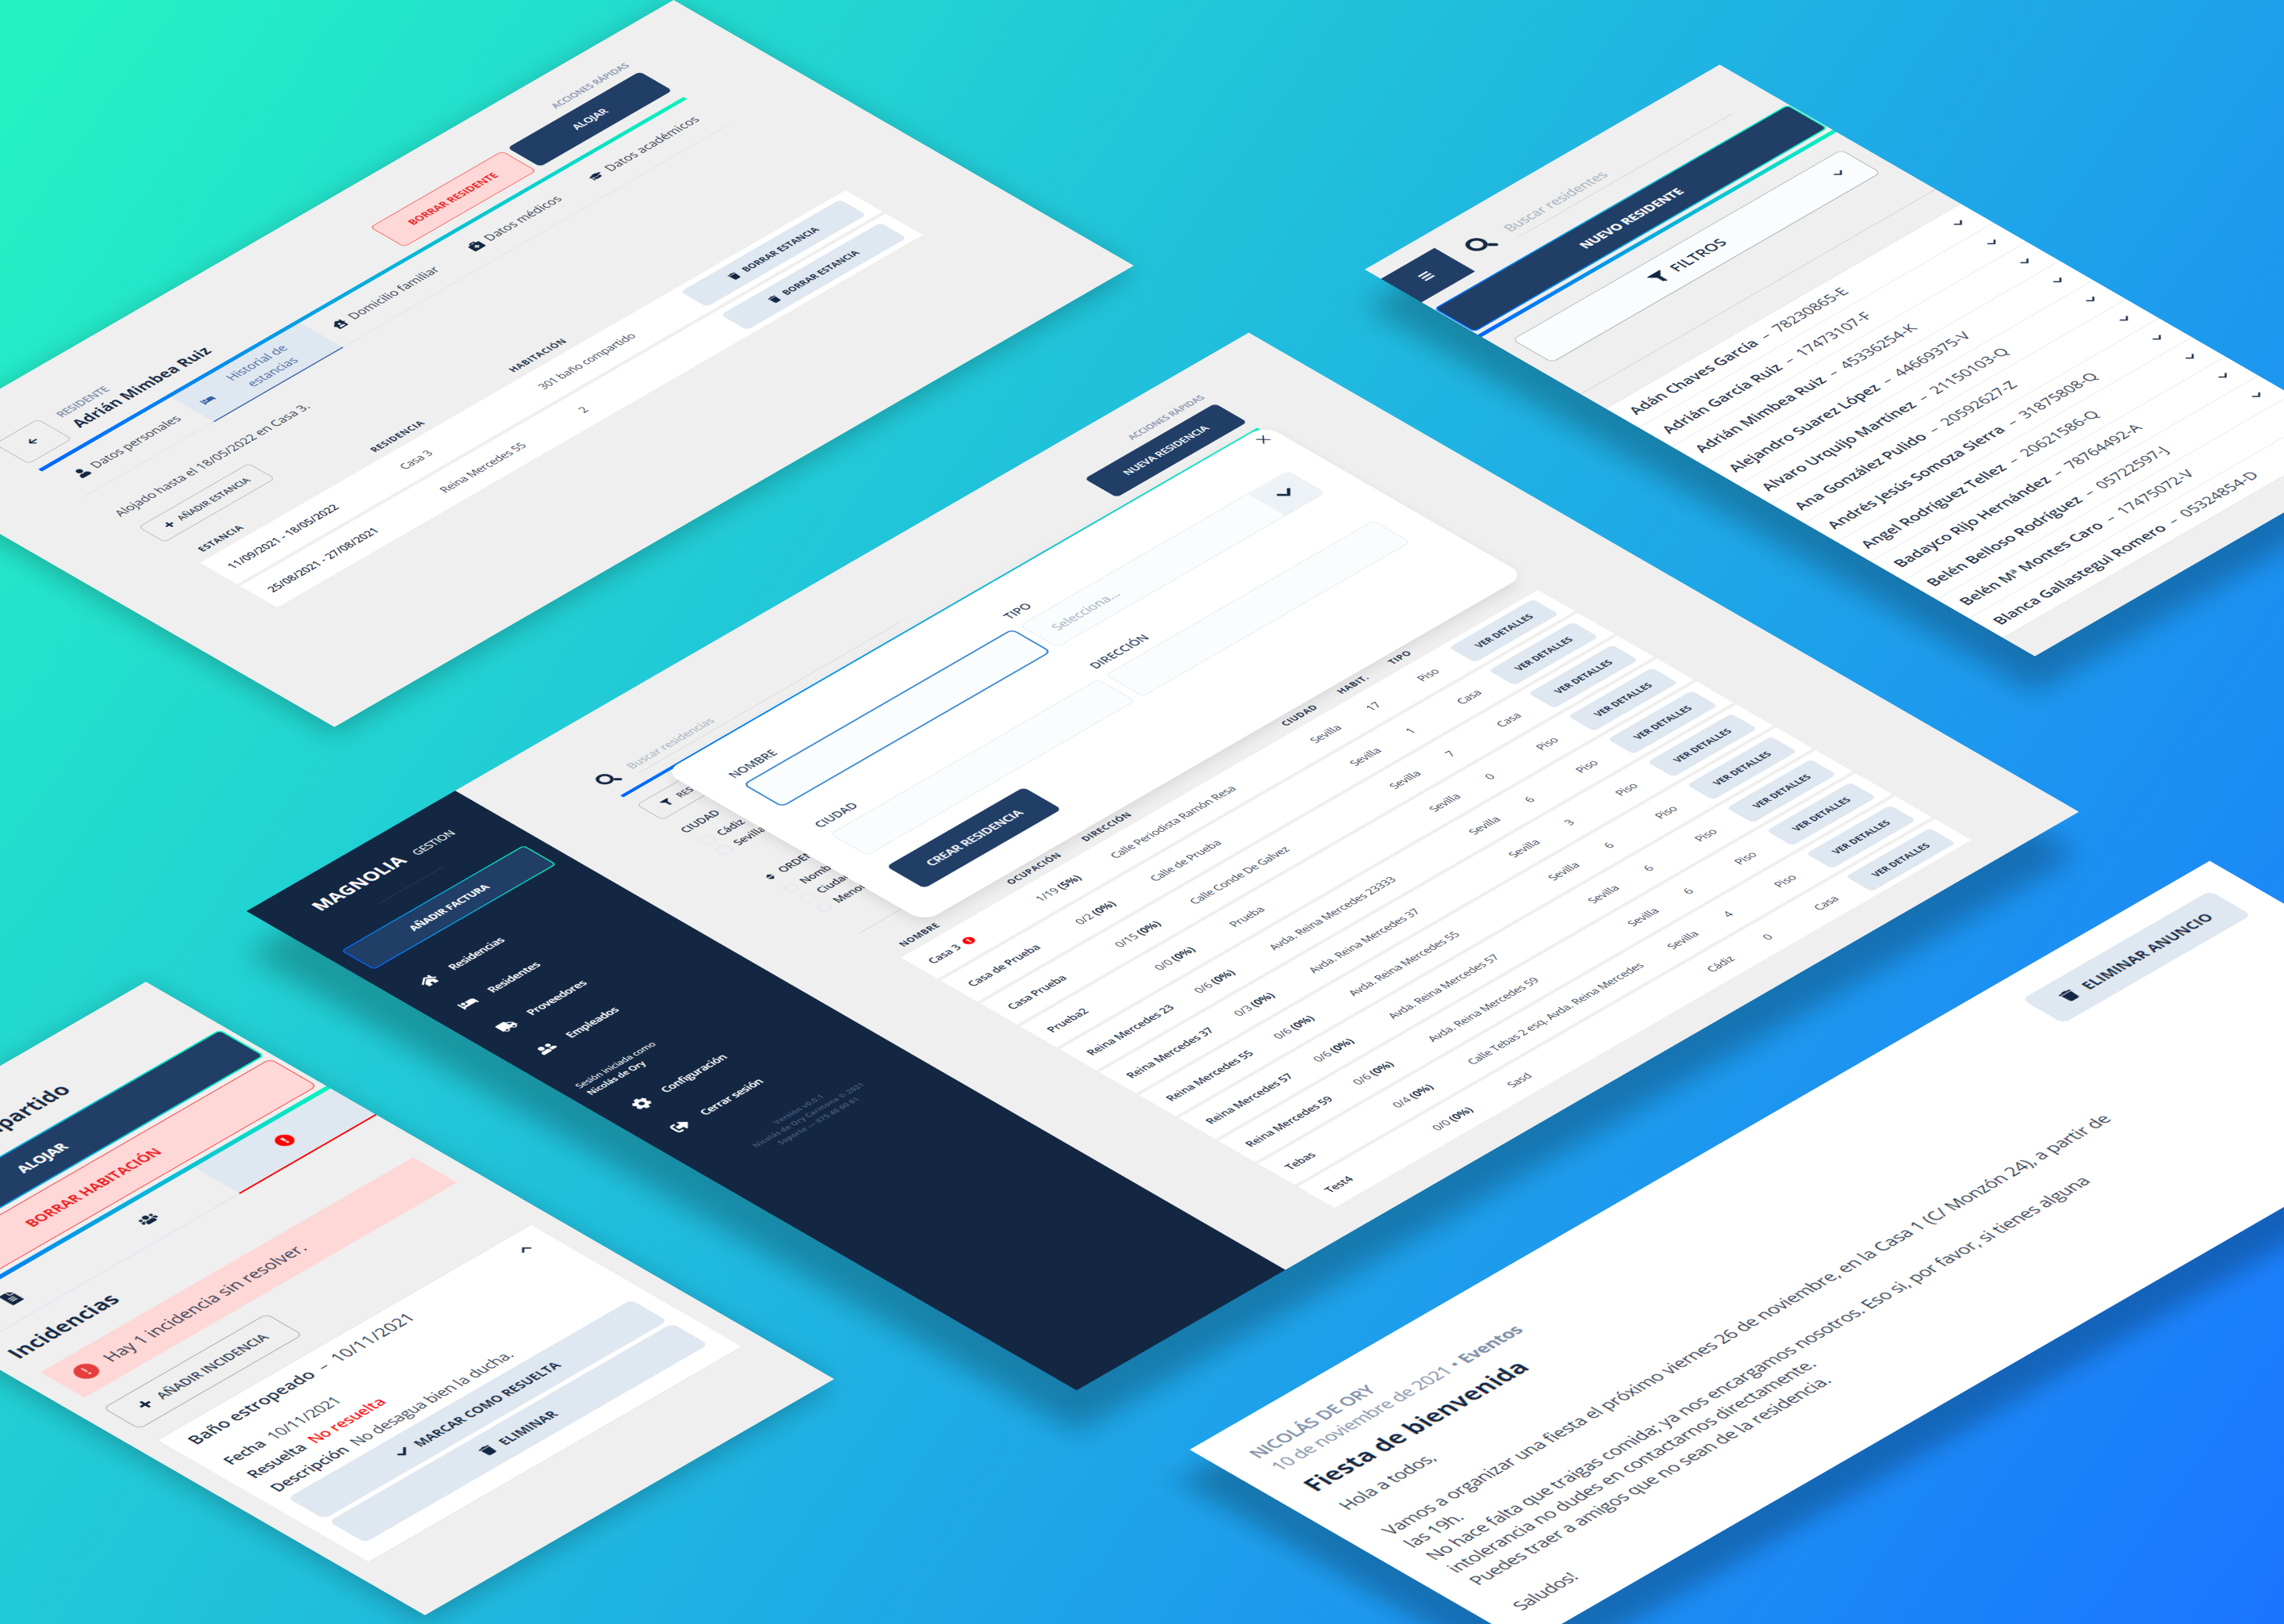 ACCIONES RÁPIDAS
ALOJAR
BORRAR RESIDENTE
RESIDENTE
Adrián Mimbea Ruiz
Datos personales
Historial de
estancias
Domicilio familiar
Datos médicos
Datos académicos
Alojado hasta el 18/05/2022 en Casa 3.
+ AÑADIR ESTANCIA
ESTANCIA RESIDENCIA HABITACIÓN
11/09/2021 - 18/05/2022 Casa 3 301 baño compartido BORRAR ESTANCIA
25/08/2021 - 27/08/2021 Reina Mercedes 55 2 BORRAR ESTANCIA
Buscar residentes
NUEVO RESIDENTE
FILTROS
Adán Chaves García – 78230865-E
Adrián García Ruiz – 17473107-F
Adrián Mimbea Ruiz – 45336254-K
Alejandro Suarez López – 44669375-V
Alvaro Urquijo Martínez – 21150103-Q
Ana González Pulido – 20592627-Z
Andrés Jesús Somoza Sierra – 31875808-Q
Angel Rodríguez Tellez – 20621586-Q
Badayco Rijo Hernández – 78764492-A
Belén Belloso Rodríguez – 05722597-J
Belén Mª Montes Caro – 17475072-V
Blanca Gallastegui Romero – 05324854-D
MAGNOLIA GESTION
AÑADIR FACTURA
Residencias
Residentes
Proveedores
Empleados
Sesión iniciada como
Nicolás de Ory
Configuración
Cerrar sesión
Versión v0.0.1
Nicolás de Ory Carmona © 2021
Soporte — 675 40 60 61
Buscar residencias
ACCIONES RÁPIDAS
NUEVA RESIDENCIA
RES
CIUDAD
Cádiz
Sevilla
ORDEN
Nomb
Ciuda
Meno
NOMBRE
TIPO
Selecciona...
CIUDAD
DIRECCIÓN
CREAR RESIDENCIA
NOMBRE OCUPACIÓN DIRECCIÓN CIUDAD HABIT. TIPO
Casa 3 1/19 (5%) Calle Periodista Ramón Resa Sevilla 17 Piso VER DETALLES
Casa de Prueba 0/2 (0%) Calle de Prueba Sevilla 1 Casa VER DETALLES
Casa Prueba 0/15 (0%) Calle Conde De Galvez Sevilla 7 Casa VER DETALLES
Prueba2 0/0 (0%) Prueba Sevilla 0 Piso VER DETALLES
Reina Mercedes 23 0/6 (0%) Avda. Reina Mercedes 23333 Sevilla 6 Piso VER DETALLES
Reina Mercedes 37 0/3 (0%) Avda. Reina Mercedes 37 Sevilla 3 Piso VER DETALLES
Reina Mercedes 55 0/6 (0%) Avda. Reina Mercedes 55 Sevilla 6 Piso VER DETALLES
Reina Mercedes 57 0/6 (0%) Avda. Reina Mercedes 57 Sevilla 6 Piso VER DETALLES
Reina Mercedes 59 0/6 (0%) Avda. Reina Mercedes 59 Sevilla 6 Piso VER DETALLES
Tebas 0/4 (0%) Calle Tebas 2 esq. Avda. Reina Mercedes Sevilla 4 Piso VER DETALLES
Test4 0/0 (0%) Sasd Cádiz 0 Casa VER DETALLES
partido
ALOJAR
BORRAR HABITACIÓN
Incidencias
Hay 1 incidencia sin resolver.
+ AÑADIR INCIDENCIA
Baño estropeado – 10/11/2021
Fecha 10/11/2021
Resuelta No resuelta
Descripción No desagua bien la ducha.
MARCAR COMO RESUELTA
ELIMINAR
ELIMINAR ANUNCIO
NICOLÁS DE ORY
10 de noviembre de 2021 • Eventos
Fiesta de bienvenida
Hola a todos,
Vamos a organizar una fiesta el próximo viernes 26 de noviembre, en la Casa 1 (C/ Monzón 24), a partir de
las 19h.
No hace falta que traigas comida; ya nos encargamos nosotros. Eso si, por favor, si tienes alguna
intolerancia no dudes en contactarnos directamente.
Puedes traer a amigos que no sean de la residencia.
Saludos!